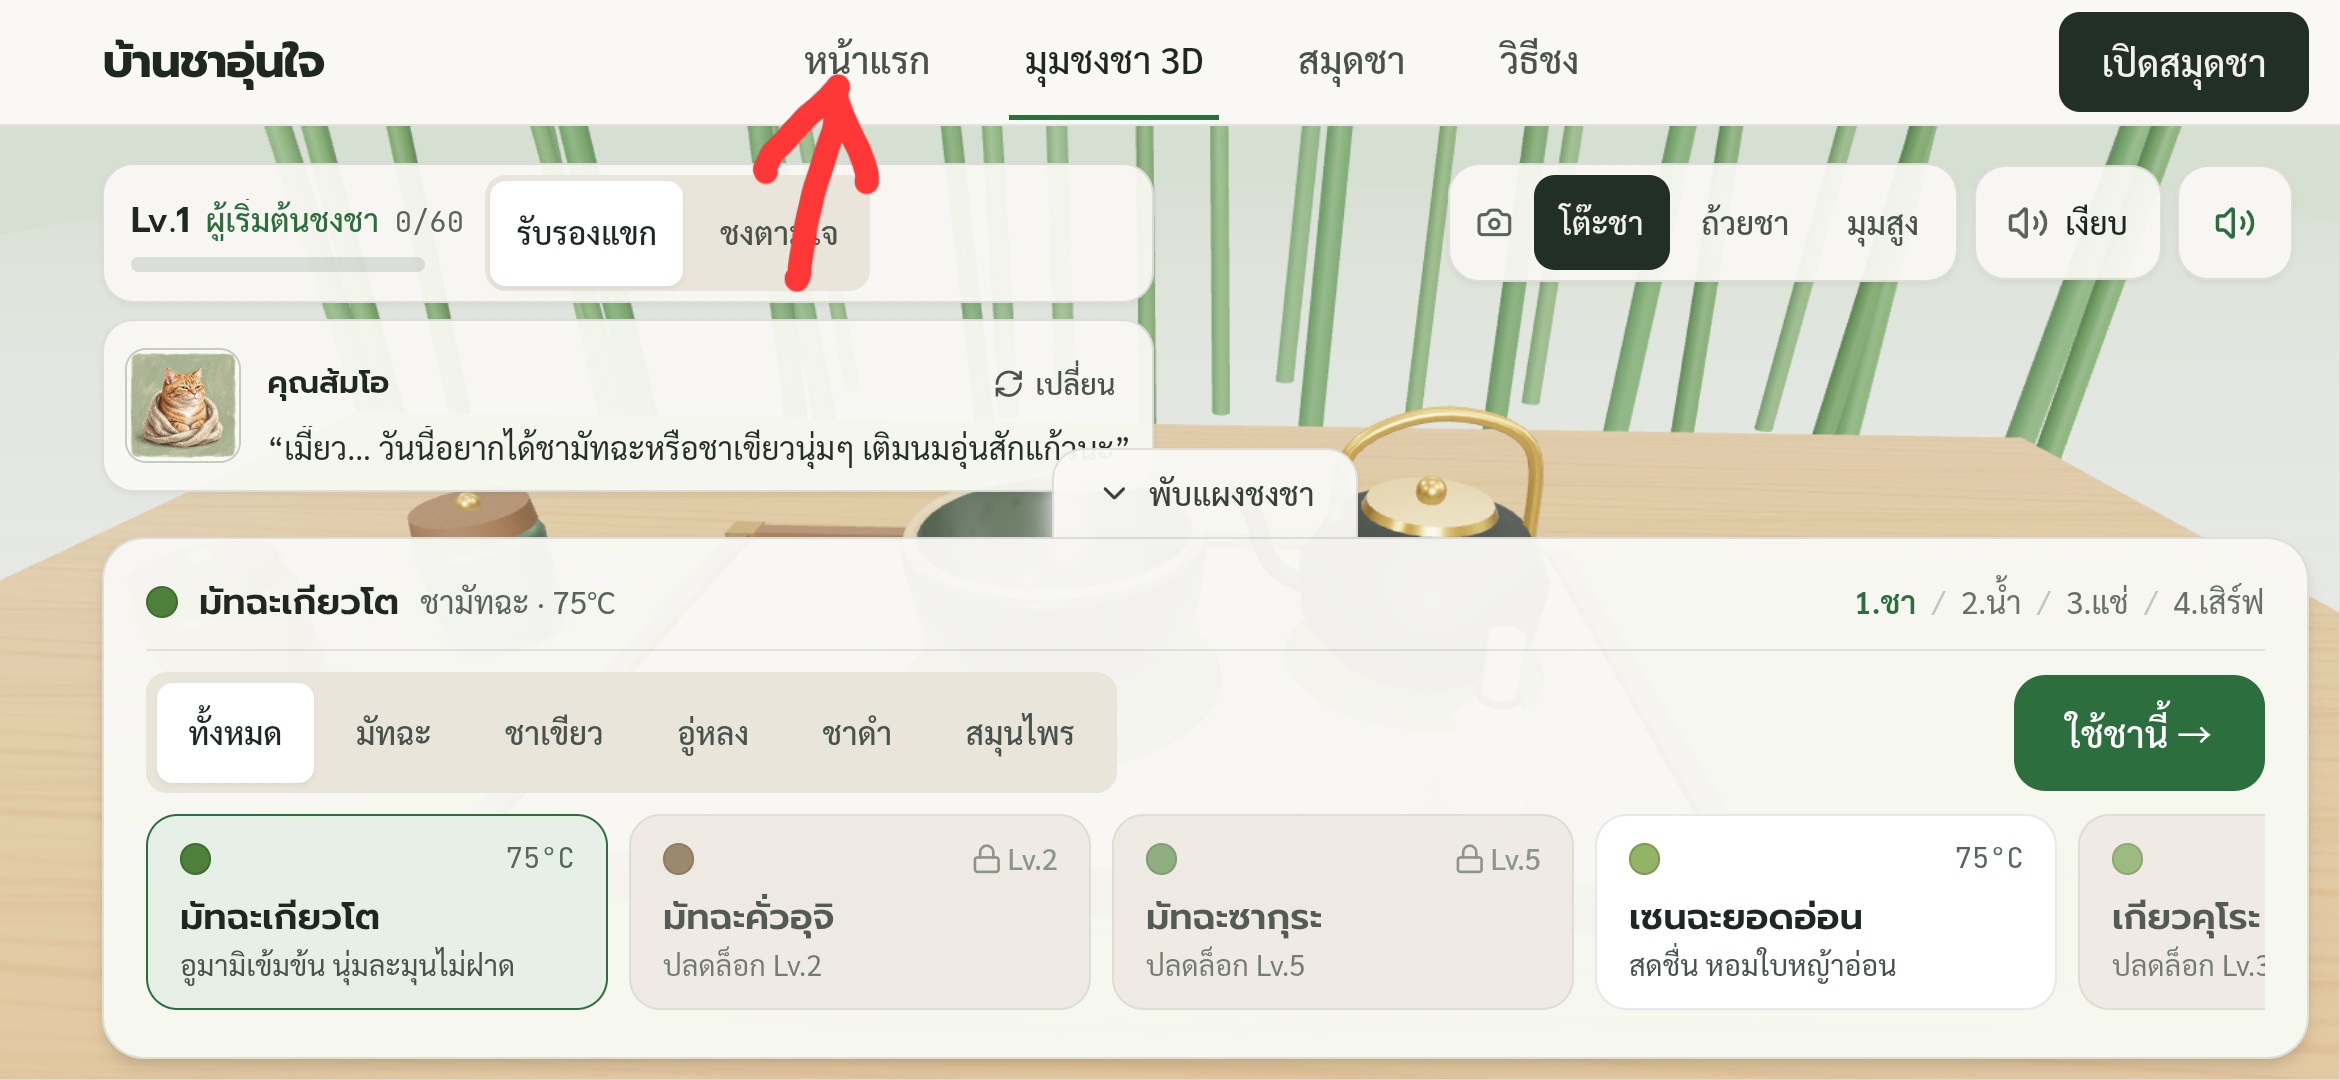 บ้านชาอุ่นใจ
หน้าแรก มุมชงชา 3D สมุดชา วิธีชง
เปิดสมุดชา
Lv.1 ผู้เริ่มต้นชงชา 0/60
รับรองแขก
โต๊ะชา ถ้วยชา มุมสูง
เงียบ
คุณส้มโอ
เปลี่ยน
“เมี้ยว... วันนี้อยากได้ชามัทฉะหรือชาเขียวนุ่มๆ เติมนมอุ่นสักแก้วนะ”
พับแผงชงชา
มัทฉะเกียวโต ชามัทฉะ · 75°C
1.ชา / 2.น้ำ / 3.แช่ / 4.เสิร์ฟ
ทั้งหมด มัทฉะ ชาเขียว อู่หลง ชาดำ สมุนไพร
ใช้ชานี้ →
75°C
มัทฉะเกียวโต
อูมามิเข้มข้น นุ่มละมุนไม่ฝาด
Lv.2
มัทฉะคั่วอุจิ
ปลดล็อก Lv.2
Lv.5
มัทฉะซากุระ
ปลดล็อก Lv.5
75°C
เซนฉะยอดอ่อน
สดชื่น หอมใบหญ้าอ่อน
เกียวคุโระ
ปลดล็อก Lv.3